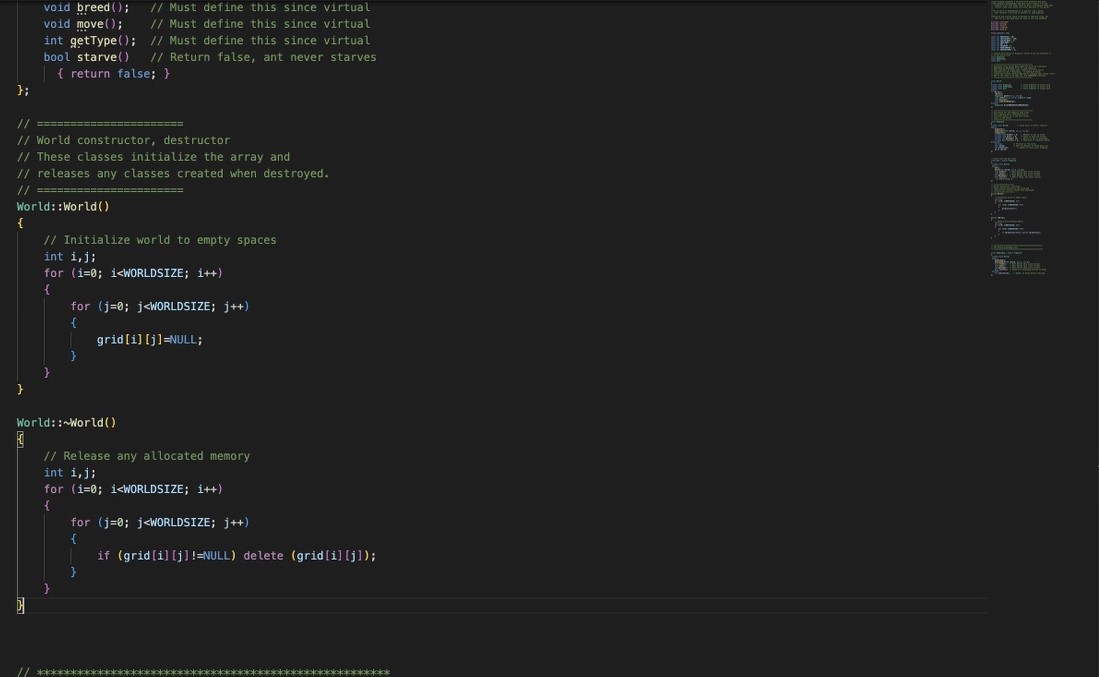 void breed();   // Must define this since virtual
void move();    // Must define this since virtual
int getType();  // Must define this since virtual
bool starve()   // Return false, ant never starves
{ return false; }
};
// ======================
// World constructor, destructor
// These classes initialize the array and
// releases any classes created when destroyed.
// ======================
World::World()
{
// Initialize world to empty spaces
int i,j;
for (i=0; i<WORLDSIZE; i++)
{
for (j=0; j<WORLDSIZE; j++)
{
grid[i][j]=NULL;
}
}
}
World::~World()
{
// Release any allocated memory
int i,j;
for (i=0; i<WORLDSIZE; i++)
{
for (j=0; j<WORLDSIZE; j++)
{
if (grid[i][j]!=NULL) delete (grid[i][j]);
}
}
}
// *****************************************************